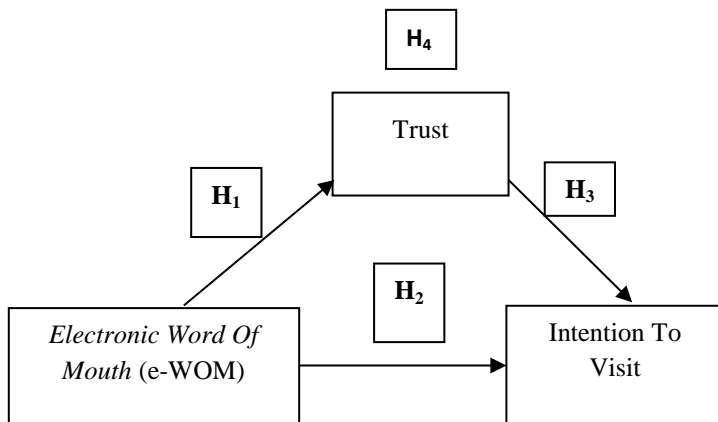 H₄
Trust
H₁
H₃
H₂
Electronic Word Of
Mouth (e-WOM)
Intention To
Visit